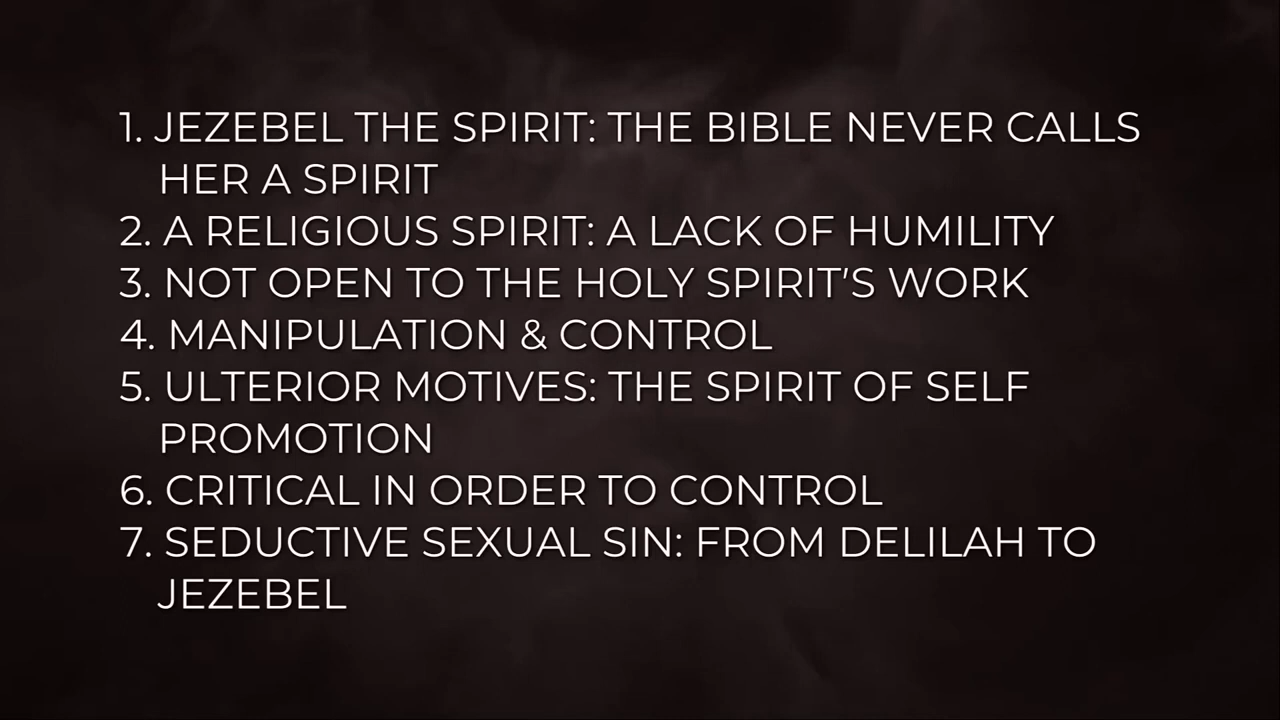 1. JEZEBEL THE SPIRIT: THE BIBLE NEVER CALLS
HER A SPIRIT
2. A RELIGIOUS SPIRIT: A LACK OF HUMILITY
3. NOT OPEN TO THE HOLY SPIRIT'S WORK
4. MANIPULATION & CONTROL
5. ULTERIOR MOTIVES: THE SPIRIT OF SELF
PROMOTION
6. CRITICAL IN ORDER TO CONTROL
7. SEDUCTIVE SEXUAL SIN: FROM DELILAH TO
JEZEBEL